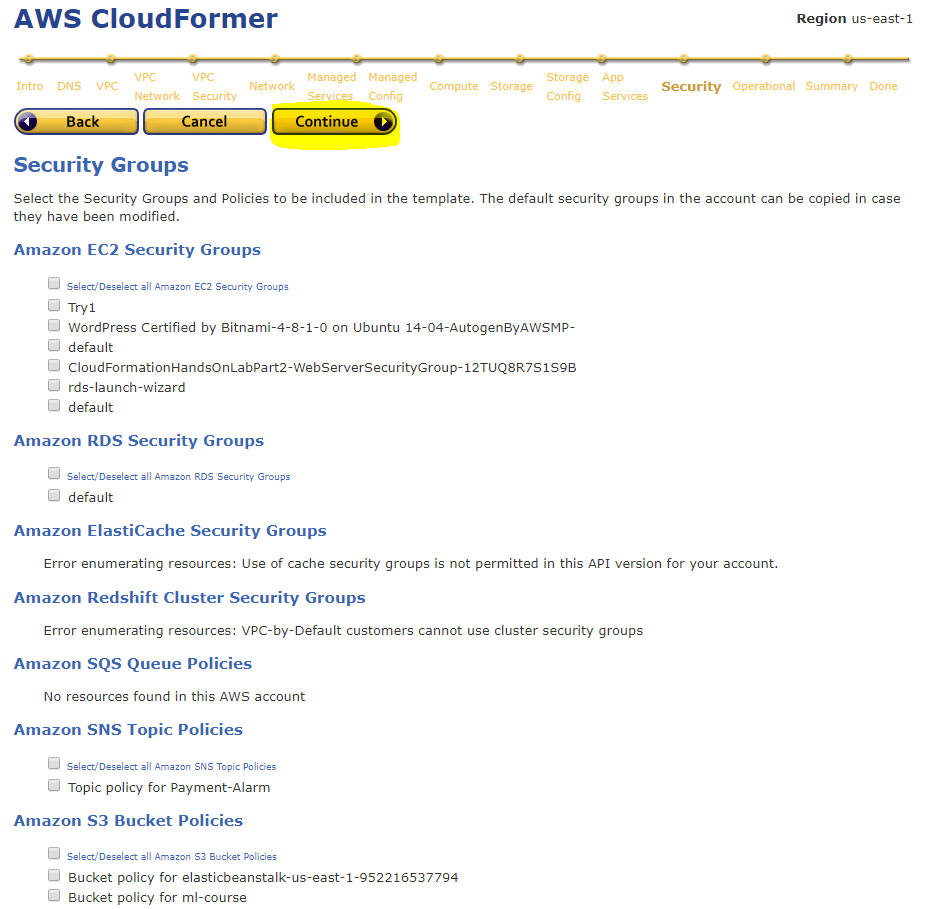 AWS CloudFormer
Region us-east-1
Intro DNS VPC VPC Network VPC Security Network Managed Services Managed Config Compute Storage Storage Config App Services Security Operational Summary Done
Back Cancel Continue
Security Groups
Select the Security Groups and Policies to be included in the template. The default security groups in the account can be copied in case
they have been modified.
Amazon EC2 Security Groups
Select/Deselect all Amazon EC2 Security Groups
Try1
WordPress Certified by Bitnami-4-8-1-0 on Ubuntu 14-04-AutogenByAWSMP-
default
CloudFormationHandsOnLabPart2-WebServerSecurityGroup-12TUQ8R7S1S9B
rds-launch-wizard
default
Amazon RDS Security Groups
Select/Deselect all Amazon RDS Security Groups
default
Amazon ElastiCache Security Groups
Error enumerating resources: Use of cache security groups is not permitted in this API version for your account.
Amazon Redshift Cluster Security Groups
Error enumerating resources: VPC-by-Default customers cannot use cluster security groups
Amazon SQS Queue Policies
No resources found in this AWS account
Amazon SNS Topic Policies
Select/Deselect all Amazon SNS Topic Policies
Topic policy for Payment-Alarm
Amazon S3 Bucket Policies
Select/Deselect all Amazon S3 Bucket Policies
Bucket policy for elasticbeanstalk-us-east-1-952216537794
Bucket policy for ml-course